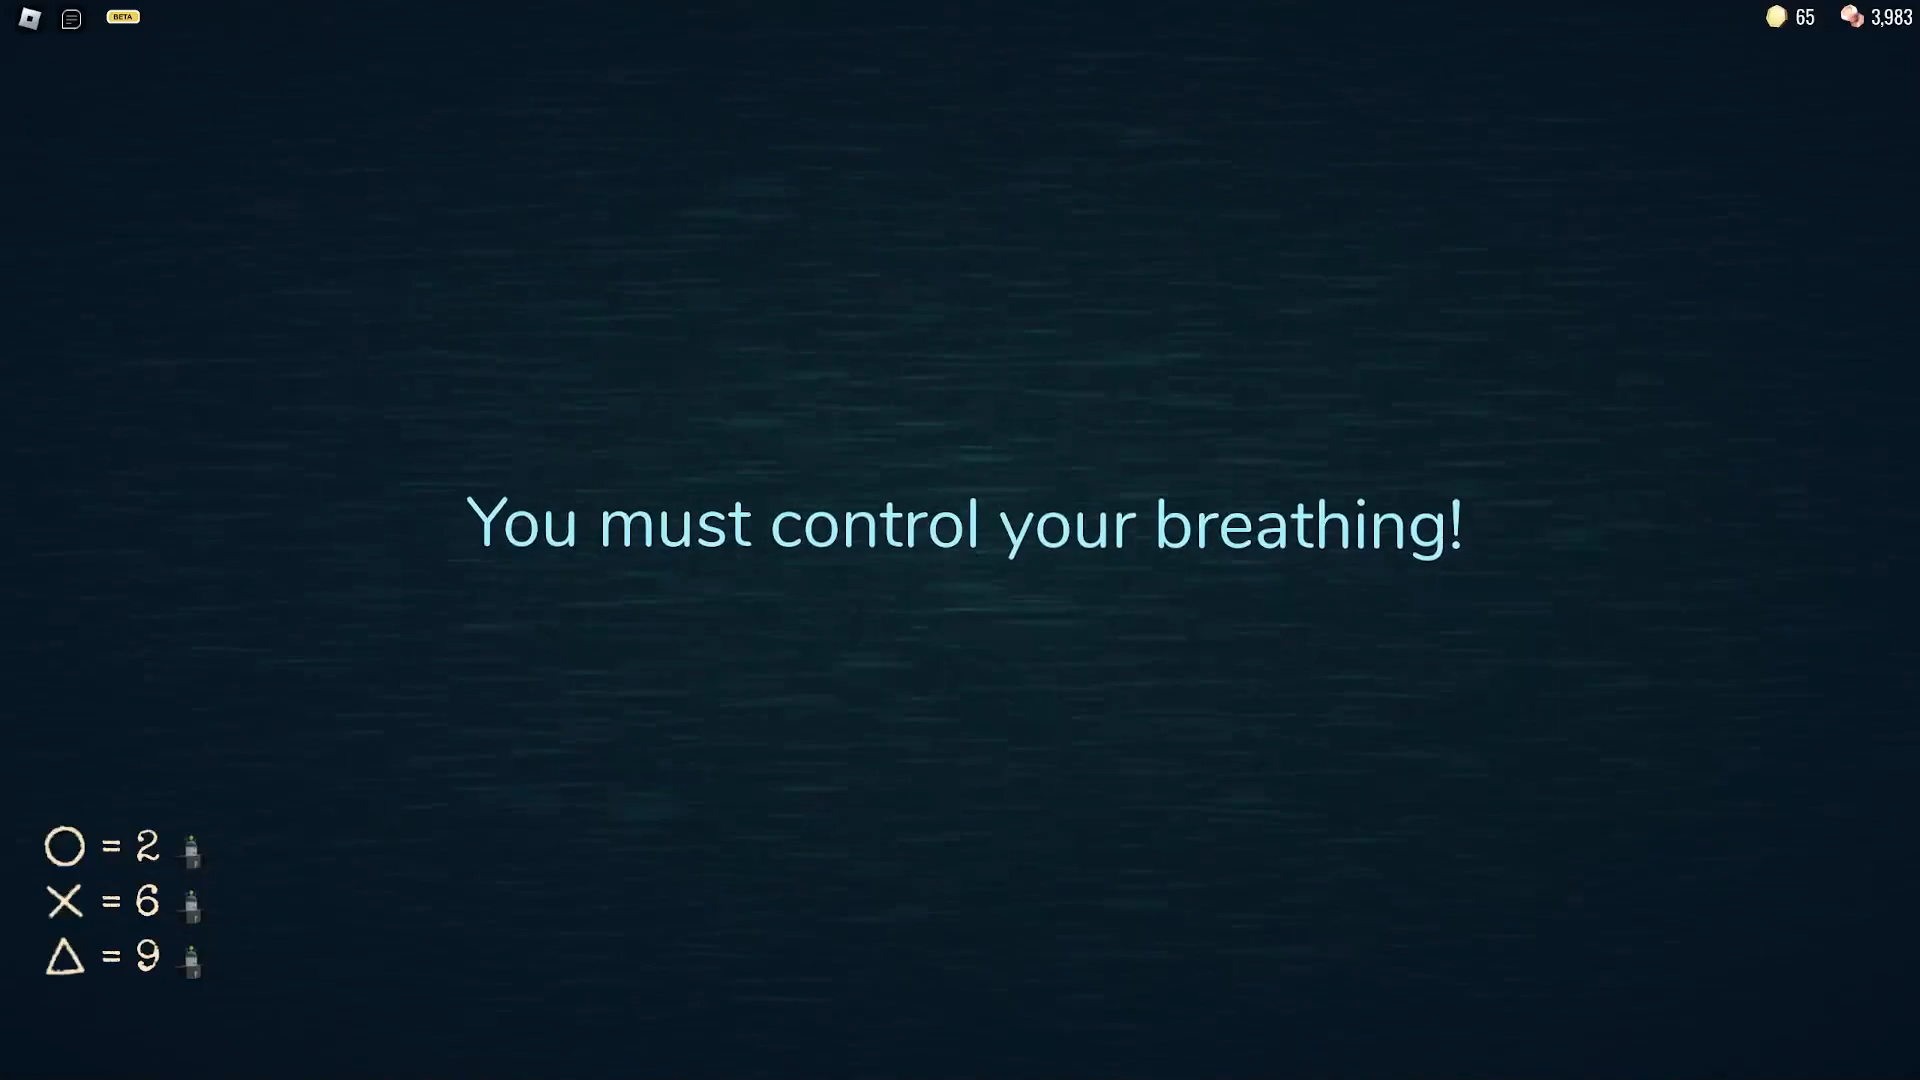 BETA
65
3,983
You must control your breathing!
O = 2
X = 6
△ = 9